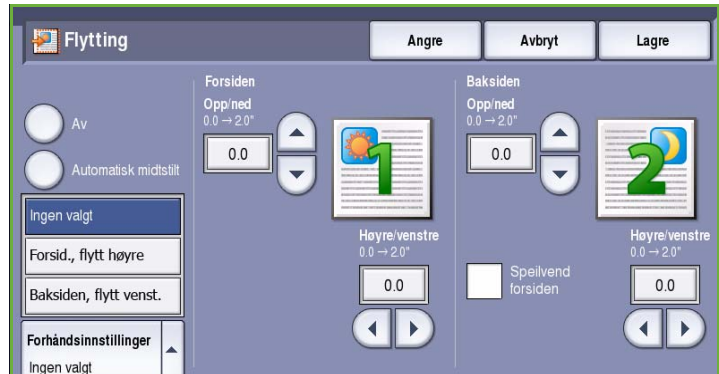 Flytting
Angre
Avbryt
Lagre
Av
Automatisk midtstilt
Ingen valgt
Forsid., flytt høyre
Baksiden, flytt venst.
Forhåndsinnstillinger
Ingen valgt
Forsiden
Opp/ned
0.0 → 2.0"
0.0
1
Høyre/venstre
0.0 → 2.0"
0.0
Baksiden
Opp/ned
0.0 → 2.0"
0.0
2
Speilvend
forsiden
Høyre/venstre
0.0 → 2.0"
0.0